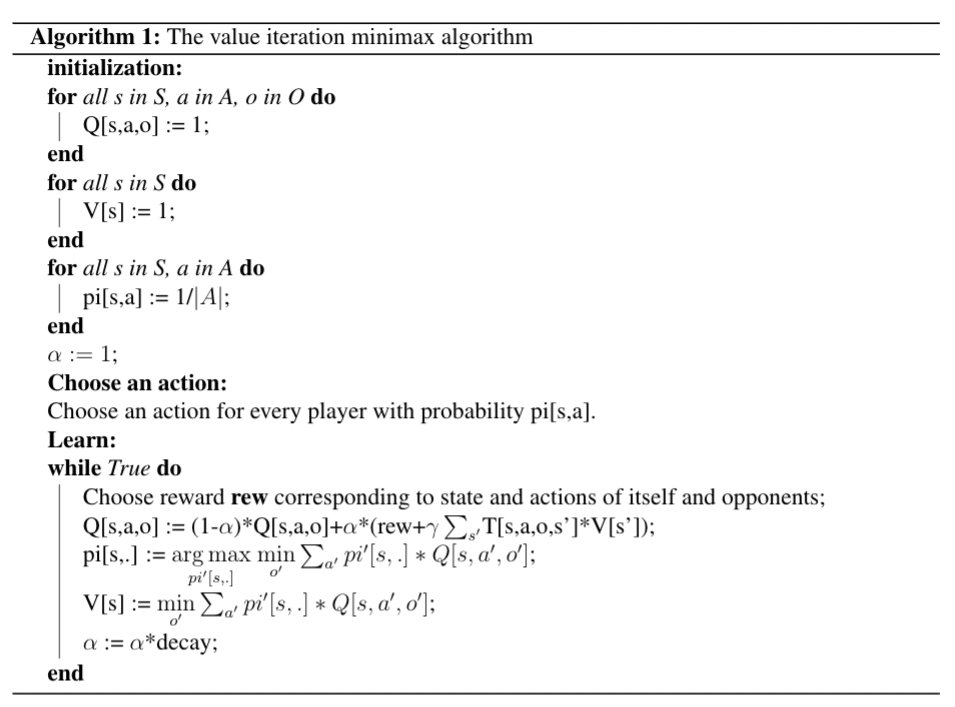 Algorithm 1: The value iteration minimax algorithm
initialization:
for all s in S, a in A, o in O do
Q[s,a,o] := 1;
end
for all s in S do
V[s] := 1;
end
for all s in S, a in A do
pi[s,a] := 1/|A|;
end
α := 1;
Choose an action:
Choose an action for every player with probability pi[s,a].
Learn:
while True do
Choose reward rew corresponding to state and actions of itself and opponents;
Q[s,a,o] := (1-α)*Q[s,a,o]+α*(rew+γ ∑s' T[s,a,o,s']*V[s']);
pi[s,.] := arg max min ∑a' pi'[s, .] ∗ Q[s, a', o'];
pi'[s,.] o'
V[s] := min ∑a' pi'[s, .] ∗ Q[s, a', o'];
o'
α := α*decay;
end